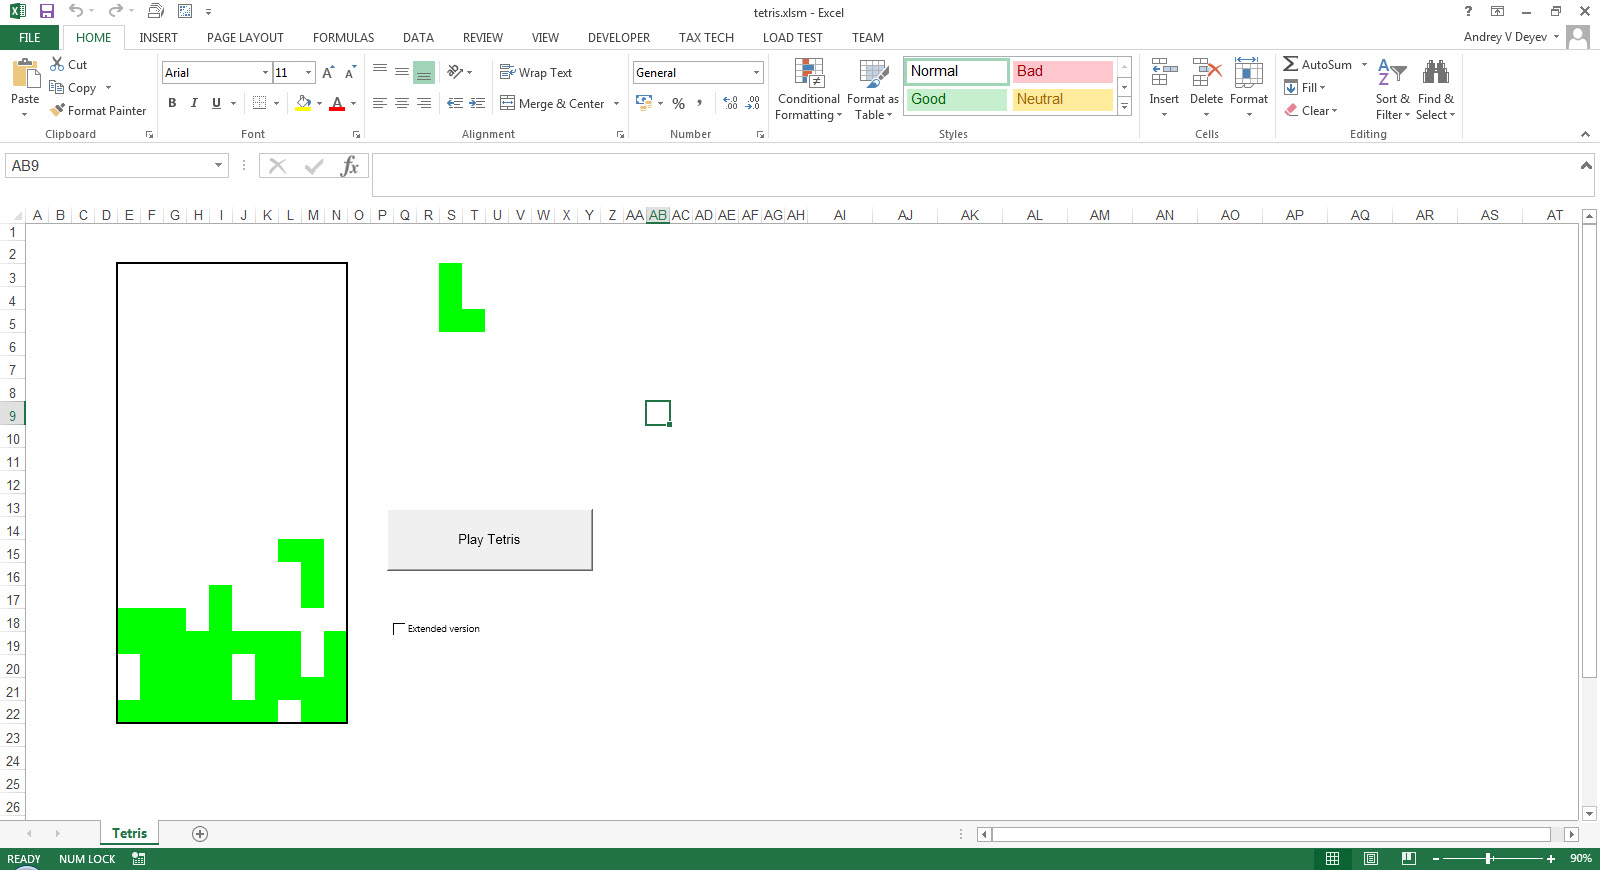 tetris.xlsm - Excel
FILE HOME INSERT PAGE LAYOUT FORMULAS DATA REVIEW VIEW DEVELOPER TAX TECH LOAD TEST TEAM Andrey V Deyev
Paste
Cut
Copy
Format Painter
Clipboard
Arial 11
B I U A
Font
Wrap Text
Merge & Center
Alignment
General
%
Number
Conditional Formatting
Format as Table
Normal Bad
Good Neutral
Styles
Insert Delete Format
Cells
AutoSum
Fill
Clear
Sort & Filter
Find & Select
Editing
AB9 fx
A B C D E F G H I J K L M N O P Q R S T U V W X Y Z AA AB AC AD AE AF AG AH AI AJ AK AL AM AN AO AP AQ AR AS AT
1
2
3
4
5
6
7
8
9
10
11
12
13
14
15
16
17
18
19
20
21
22
23
24
25
26
Play Tetris
Extended version
Tetris
READY NUM LOCK 90%